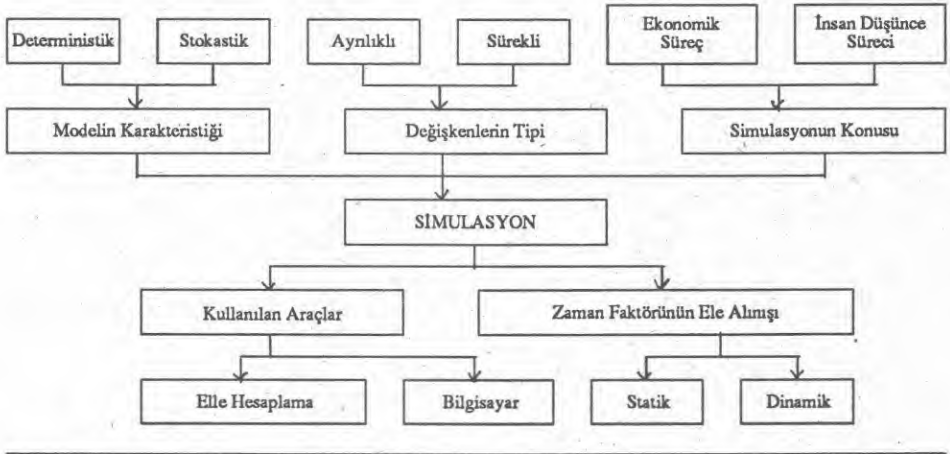 Deterministik
Stokastik
Ayrılıklı
Sürekli
Ekonomik
Süreç
İnsan Düşünce
Süreci
Modelin Karakteristiği
Değişkenlerin Tipi
Simulasyonun Konusu
SİMULASYON
Kullanılan Araçlar
Zaman Faktörünün Ele Alınışı
Elle Hesaplama
Bilgisayar
Statik
Dinamik